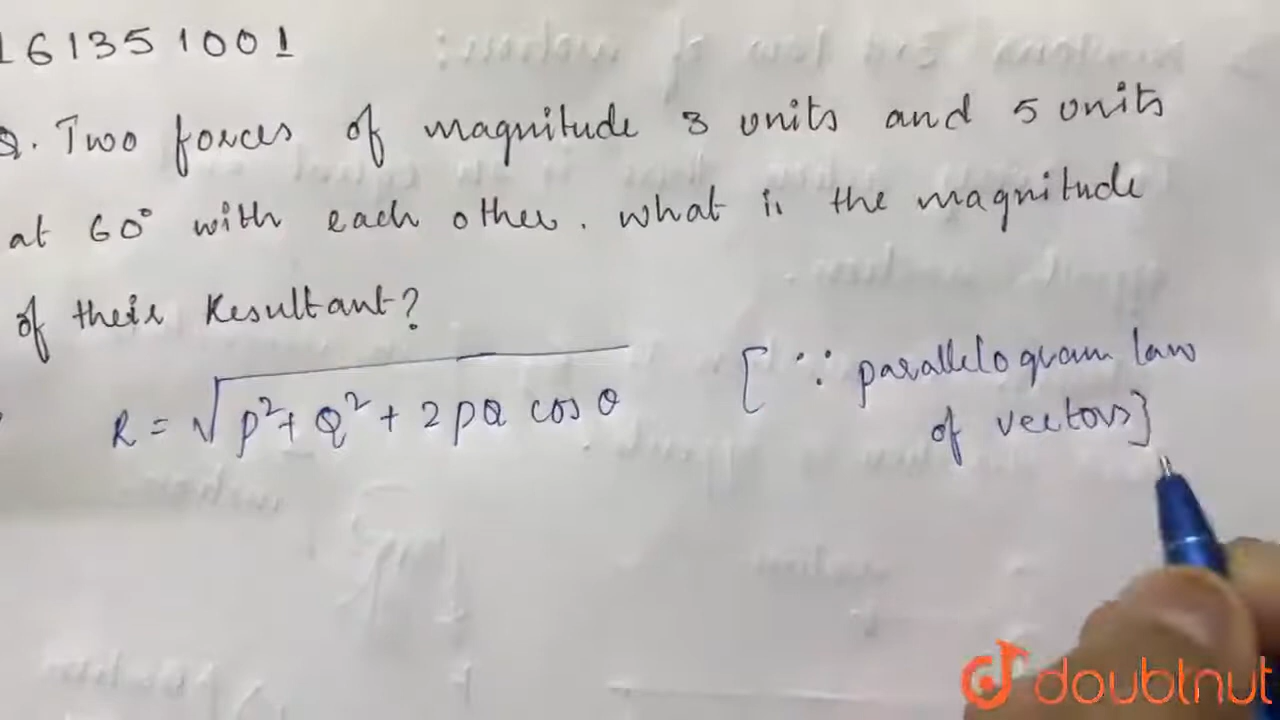 161351001
Q. Two forces of magnitude 3 units and 5 units
at 60° with each other. What is the magnitude
of their Resultant?
R = √P²+ Q² + 2PQ cos θ [∵ parallelogram law
of vectors]
doubtnut